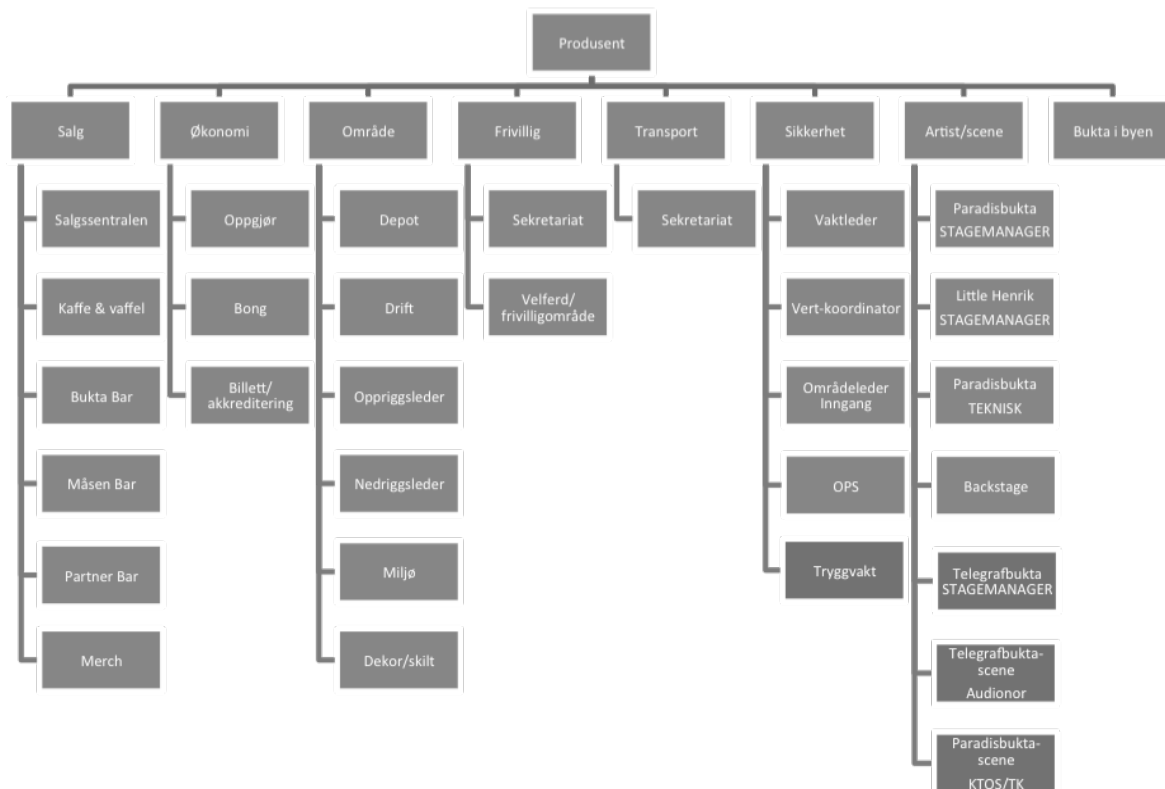 Produsent
Salg
Økonomi
Område
Frivillig
Transport
Sikkerhet
Artist/scene
Bukta i byen
Salgssentralen
Kaffe & vaffel
Bukta Bar
Måsen Bar
Partner Bar
Merch
Oppgjør
Bong
Billett/
akkreditering
Depot
Drift
Oppriggsleder
Nedriggsleder
Miljø
Dekor/skilt
Sekretariat
Velferd/
frivilligområde
Sekretariat
Vaktleder
Vert-koordinator
Områdeleder
Inngang
OPS
Tryggvakt
Paradisbukta
STAGEMANAGER
Little Henrik
STAGEMANAGER
Paradisbukta
TEKNISK
Backstage
Telegrafbukta
STAGEMANAGER
Telegrafbukta-
scene
Audionor
Paradisbukta-
scene
KTOS/TK